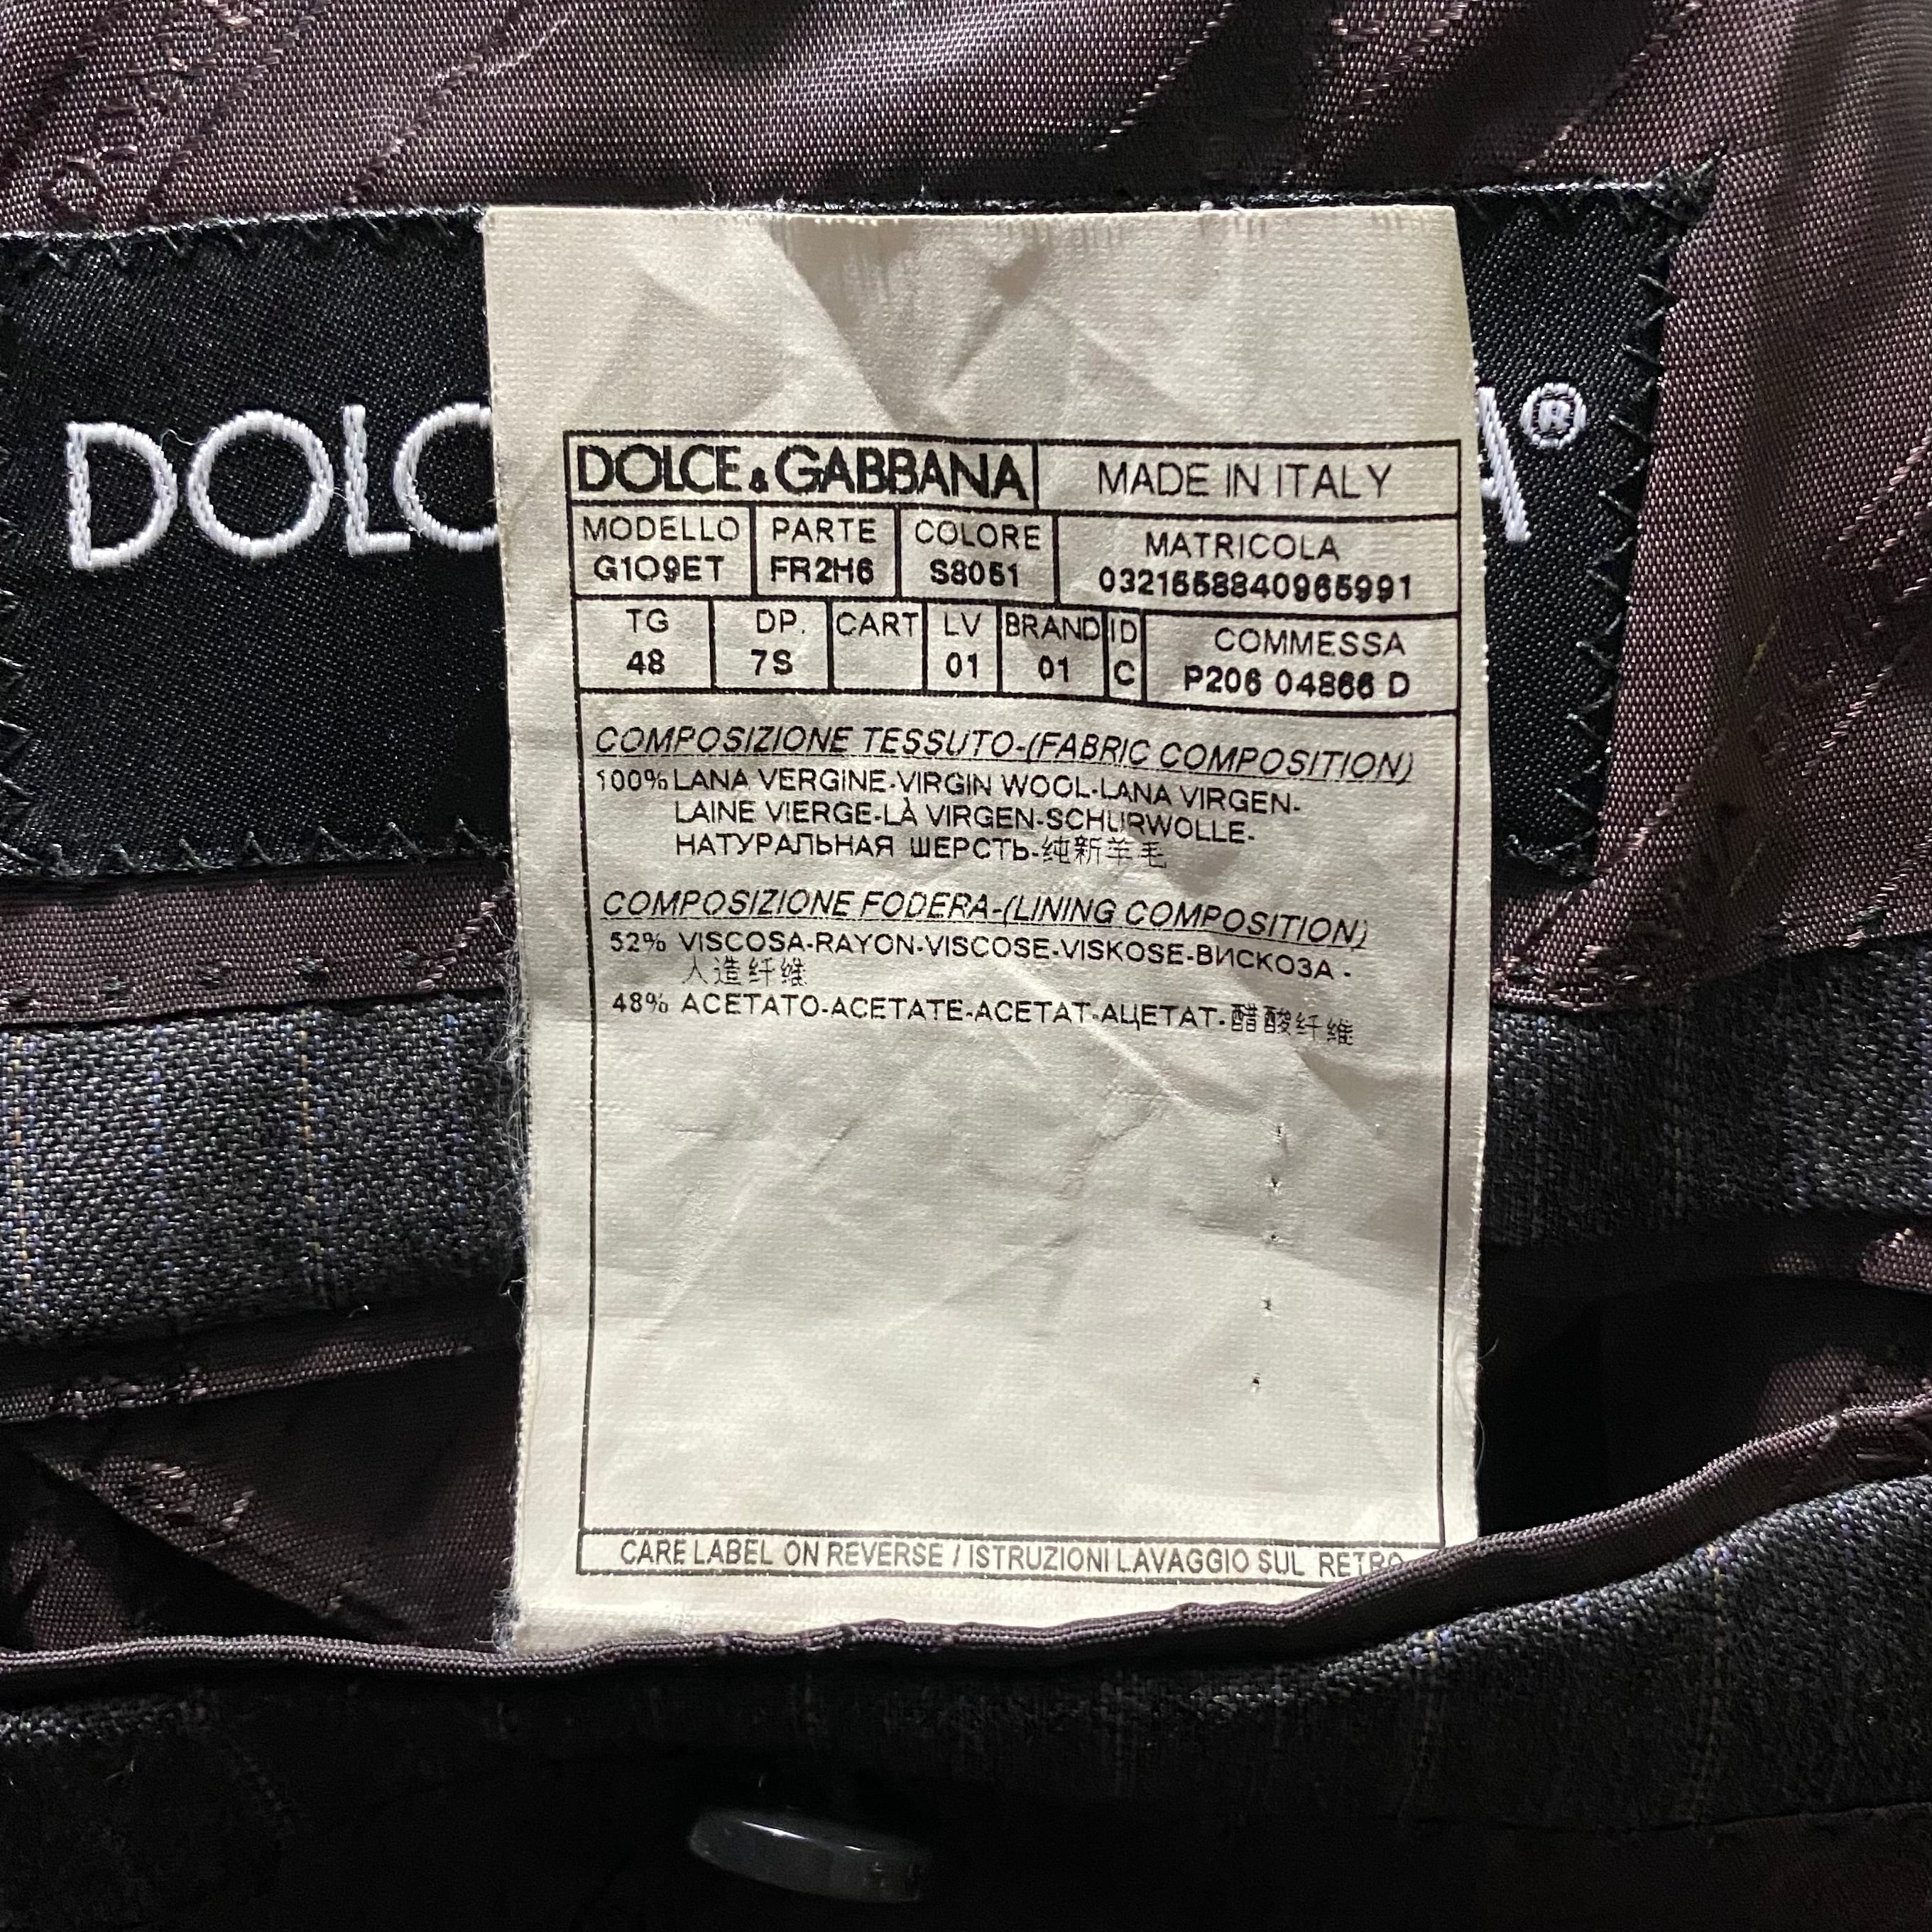 DOLC A®
DOLCE & GABBANA MADE IN ITALY
MODELLO PARTE COLORE MATRICOLA
G109ET FR2H6 S8051 0321558840965991
TG DP. CART LV BRAND ID COMMESSA
48 7S 01 01 C P206 04866 D
COMPOSIZIONE TESSUTO-(FABRIC COMPOSITION)
100% LANA VERGINE-VIRGIN WOOL-LANA VIRGEN-
LAINE VIERGE-LÀ VIRGEN-SCHURWOLLE-
НАТУРАЛЬНАЯ ШЕРСТЬ-纯新羊毛
COMPOSIZIONE FODERA-(LINING COMPOSITION)
52% VISCOSA-RAYON-VISCOSE-VISKOSE-ВИСКОЗА -
人造纤维
48% ACETATO-ACETATE-ACETAT-АЦЕТАТ-醋酸纤维
CARE LABEL ON REVERSE / ISTRUZIONI LAVAGGIO SUL RETRO